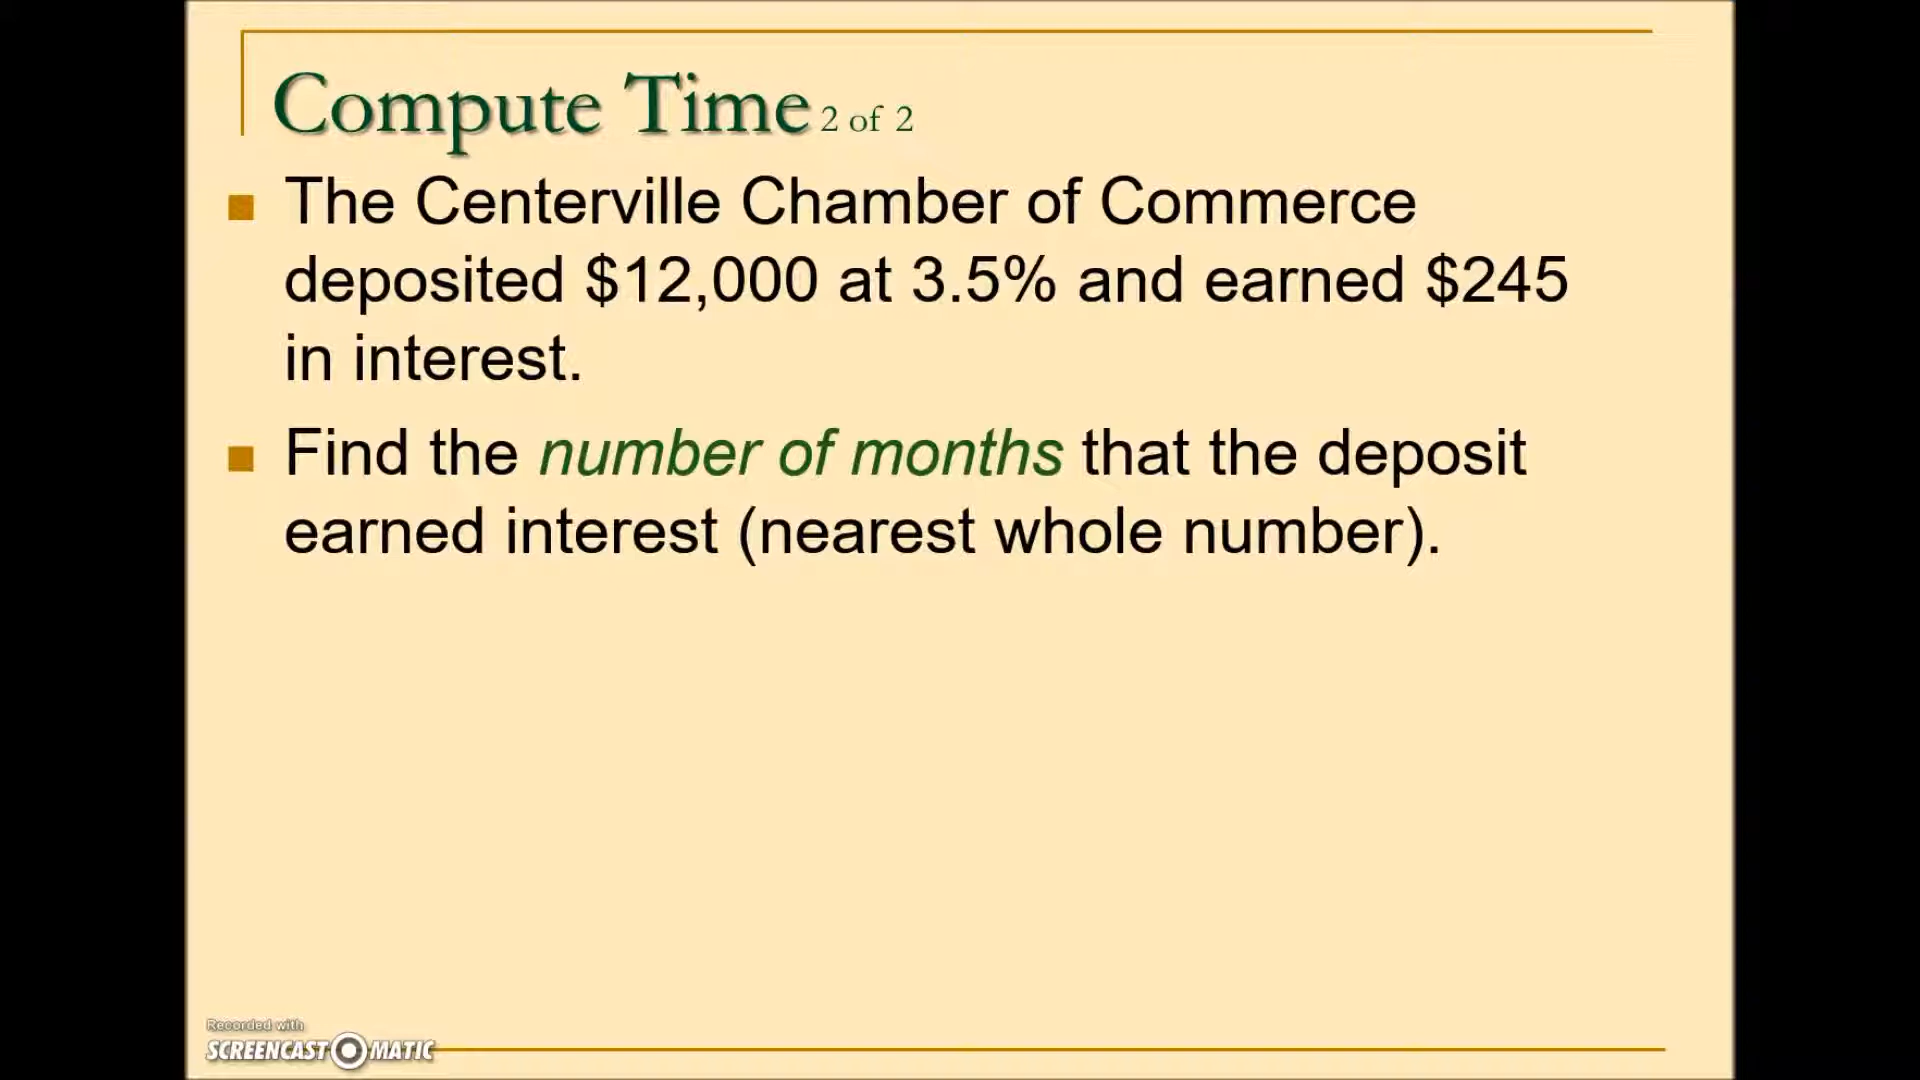 Compute Time 2 of 2
The Centerville Chamber of Commerce
deposited $12,000 at 3.5% and earned $245
in interest.
Find the number of months that the deposit
earned interest (nearest whole number).
Recorded with
SCREENCAST MATIC